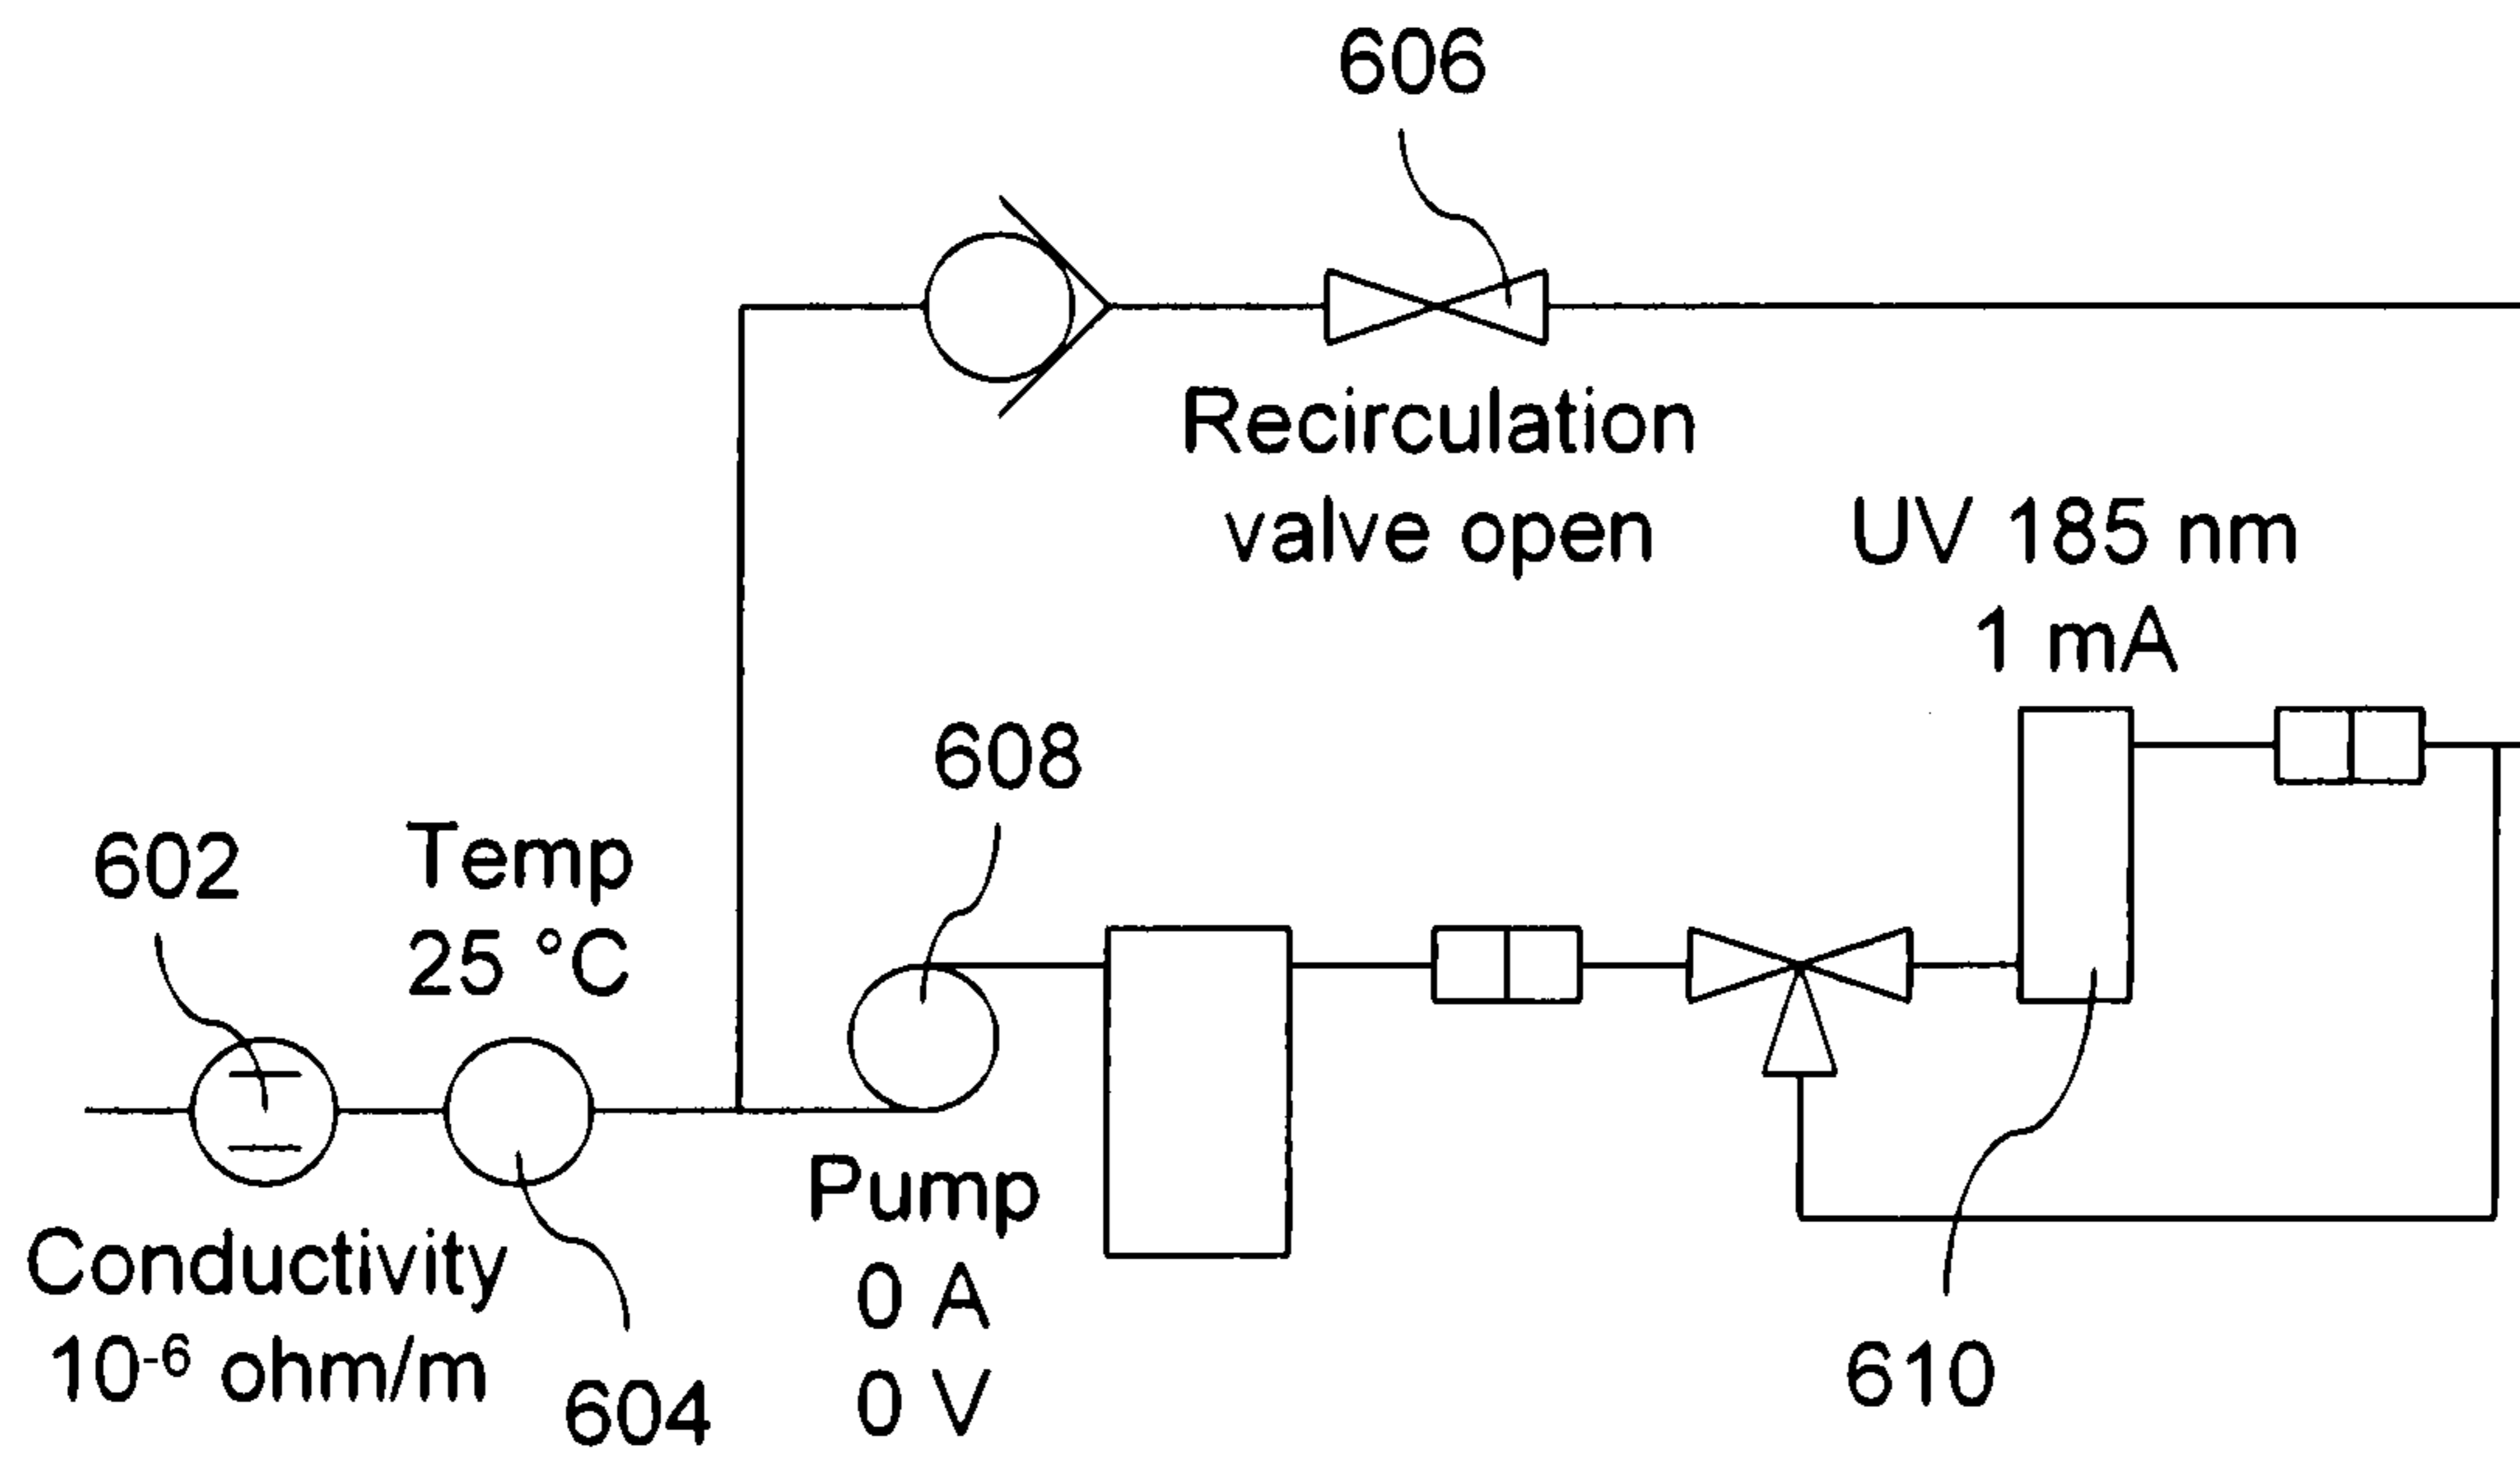 606
Recirculation
valve open
UV 185 nm
1 mA
608
602
Temp
25 °C
Pump
0 A
0 V
Conductivity
10⁻⁶ ohm/m
604
610